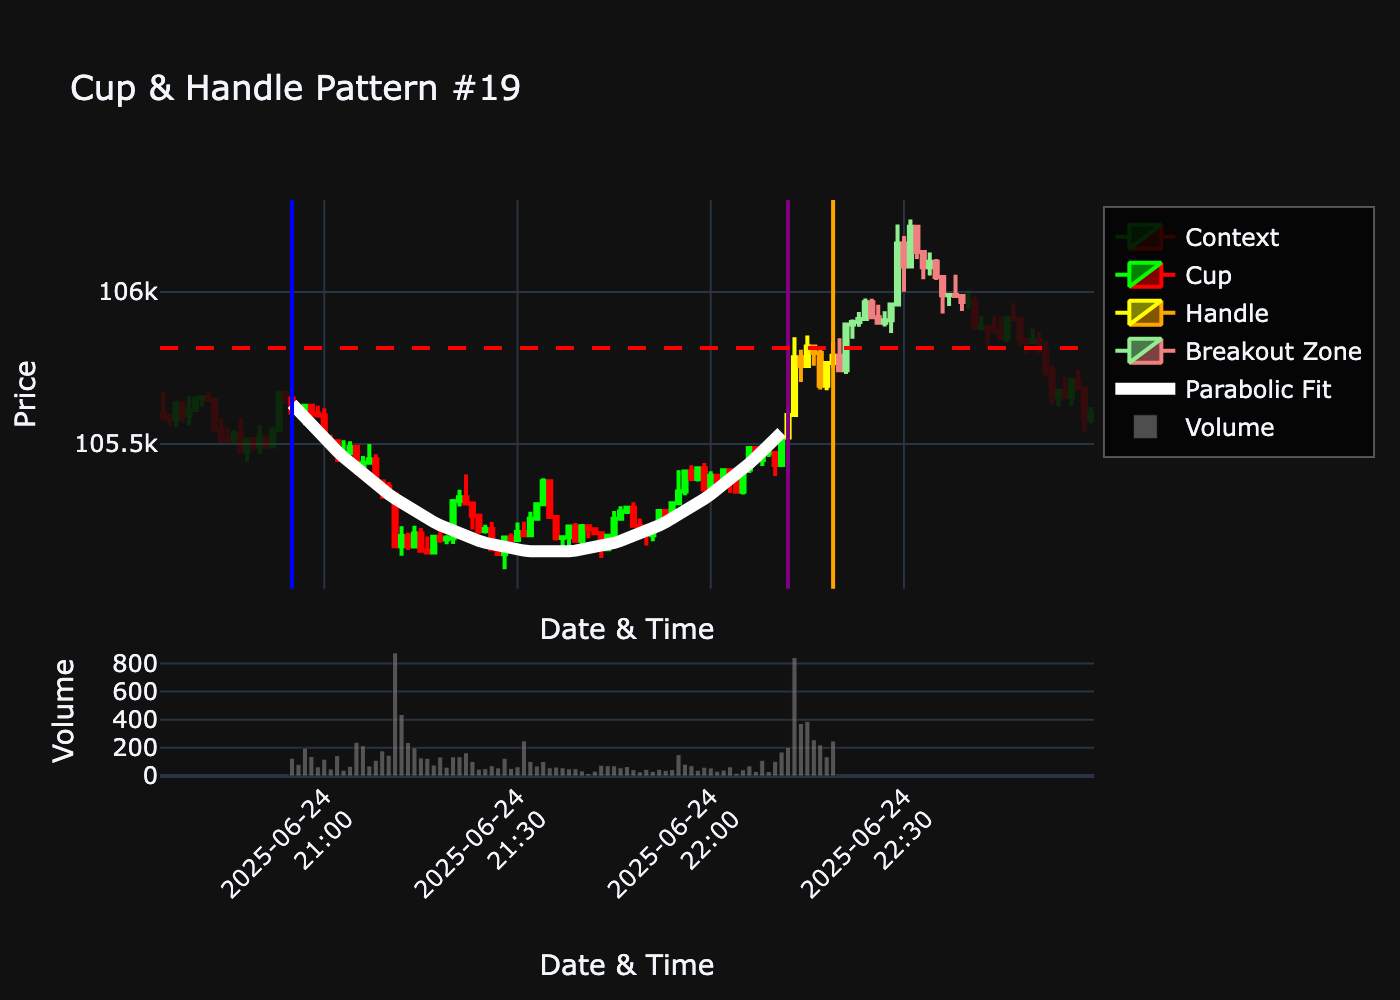 Cup & Handle Pattern #19
Price
106k
105.5k
Context
Cup
Handle
Breakout Zone
Parabolic Fit
Volume
Date & Time
Volume
800
600
400
200
0
2025-06-24
21:00
2025-06-24
21:30
2025-06-24
22:00
2025-06-24
22:30
Date & Time